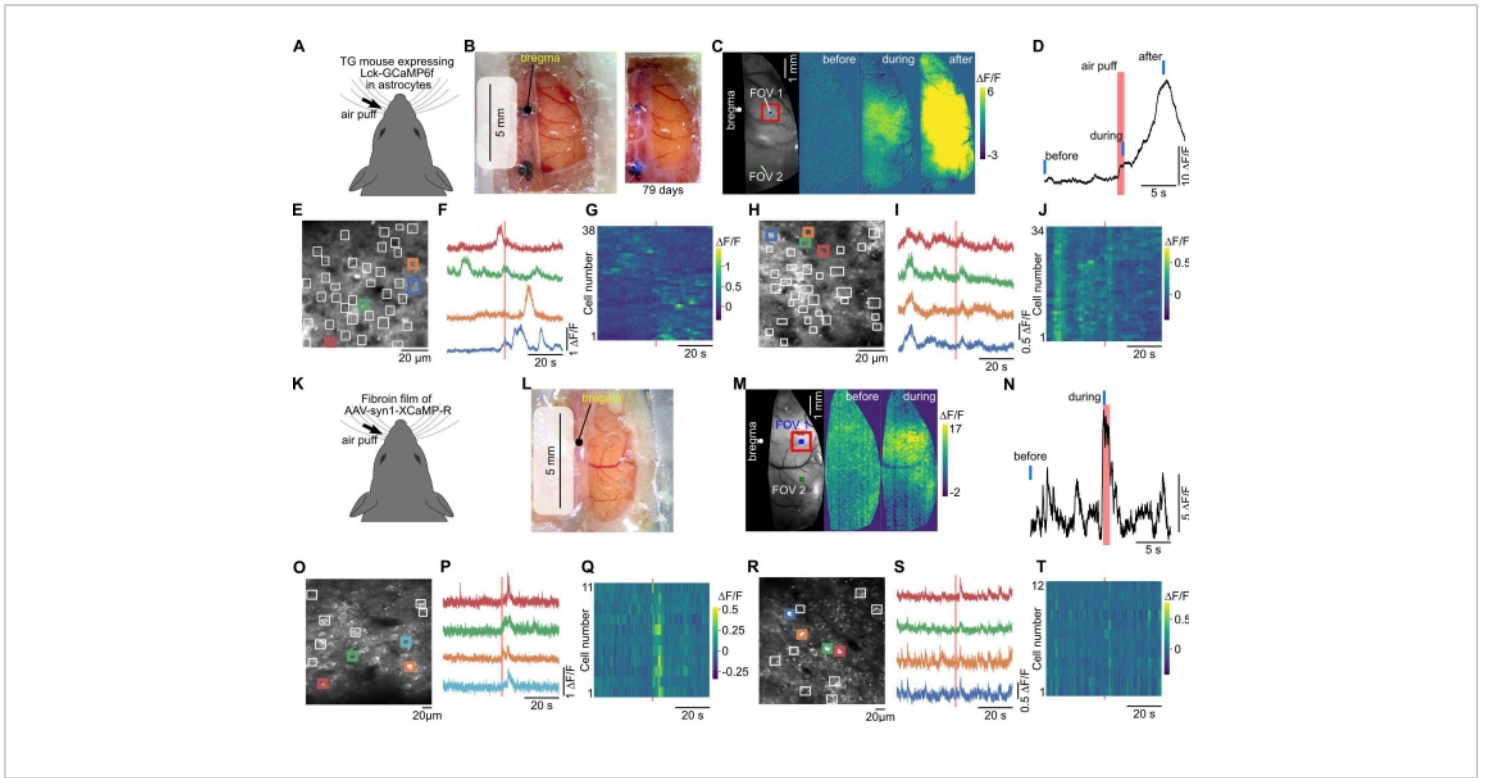 A
TG mouse expressing
Lck-GCaMP6f
in astrocytes
air puff
B
bregma
5 mm
79 days
C
bregma
FOV 1
FOV 2
1 mm
before
during
after
ΔF/F
6
-3
D
after
air puff
during
before
5 s
10 ΔF/F
E
20 µm
F
20 s
1 ΔF/F
G
38
Cell number
1
20 s
ΔF/F
1
0.5
0
H
20 µm
I
20 s
0.5 ΔF/F
J
34
Cell number
1
20 s
ΔF/F
0.5
0
K
Fibroin film of
AAV-syn1-XCaMP-R
air puff
L
bregma
5 mm
M
bregma
FOV 1
FOV 2
1 mm
before
during
ΔF/F
17
-2
N
during
before
5 s
5 ΔF/F
O
20µm
P
20 s
1 ΔF/F
Q
11
Cell number
1
20 s
ΔF/F
0.5
0.25
0
-0.25
R
20µm
S
20 s
0.5 ΔF/F
T
12
Cell number
1
20 s
ΔF/F
0.5
0